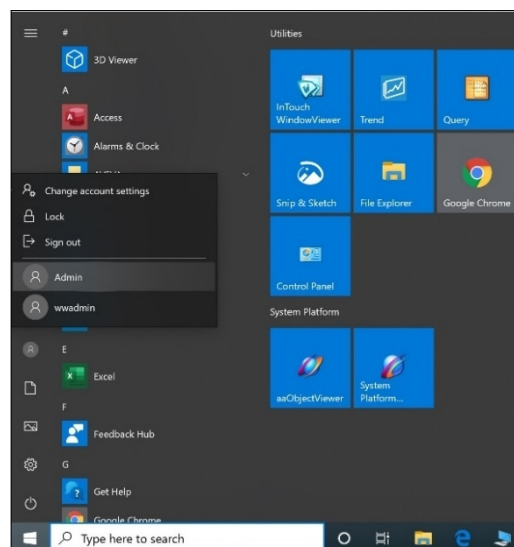 #
3D Viewer
A
Access
Alarms & Clock
Change account settings
Lock
Sign out
Admin
wwadmin
E
Excel
F
Feedback Hub
G
Get Help
Google Chrome
Type here to search
Utilities
InTouch
WindowViewer
Trend
Query
Snip & Sketch
File Explorer
Google Chrome
Control Panel
System Platform
aaObjectViewer
System
Platform...